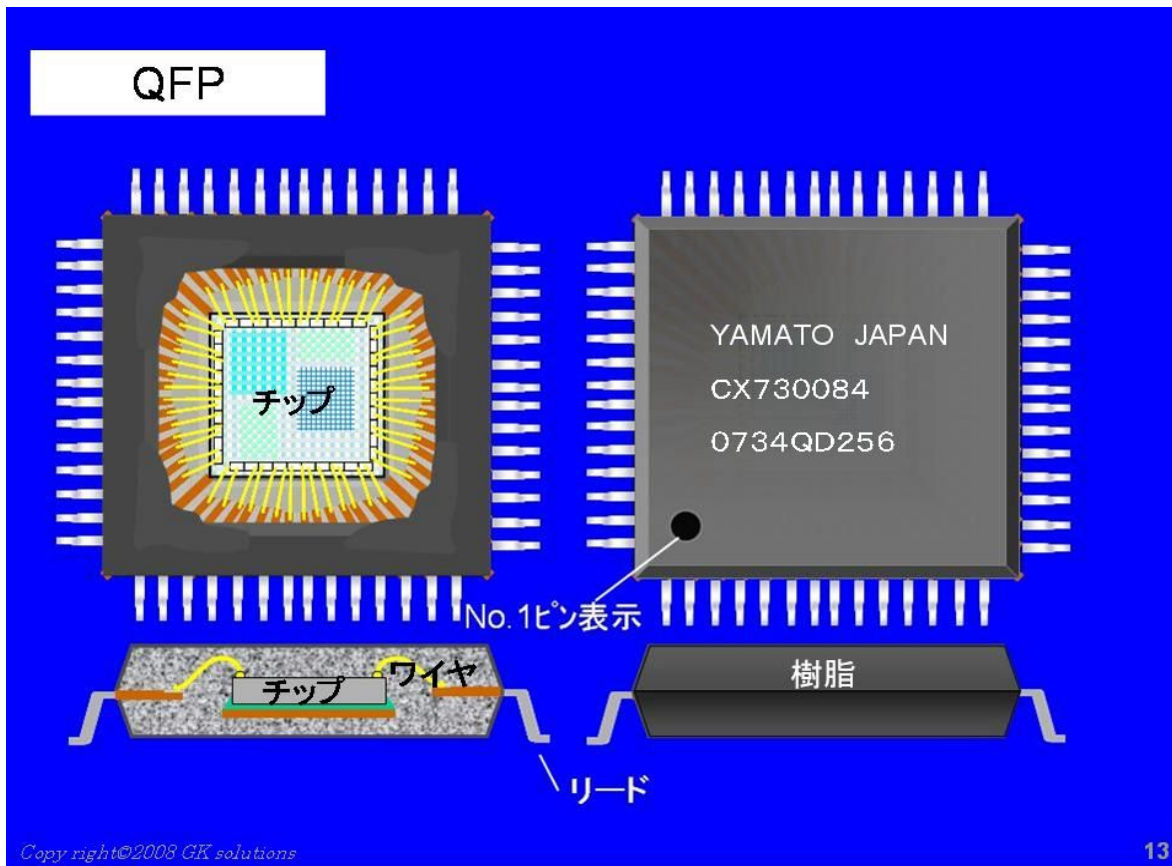 QFP
チップ
YAMATO JAPAN
CX730084
0734QD256
No.1ピン表示
チップ
ワイヤ
樹脂
リード
Copy right©2008 GK solutions
13